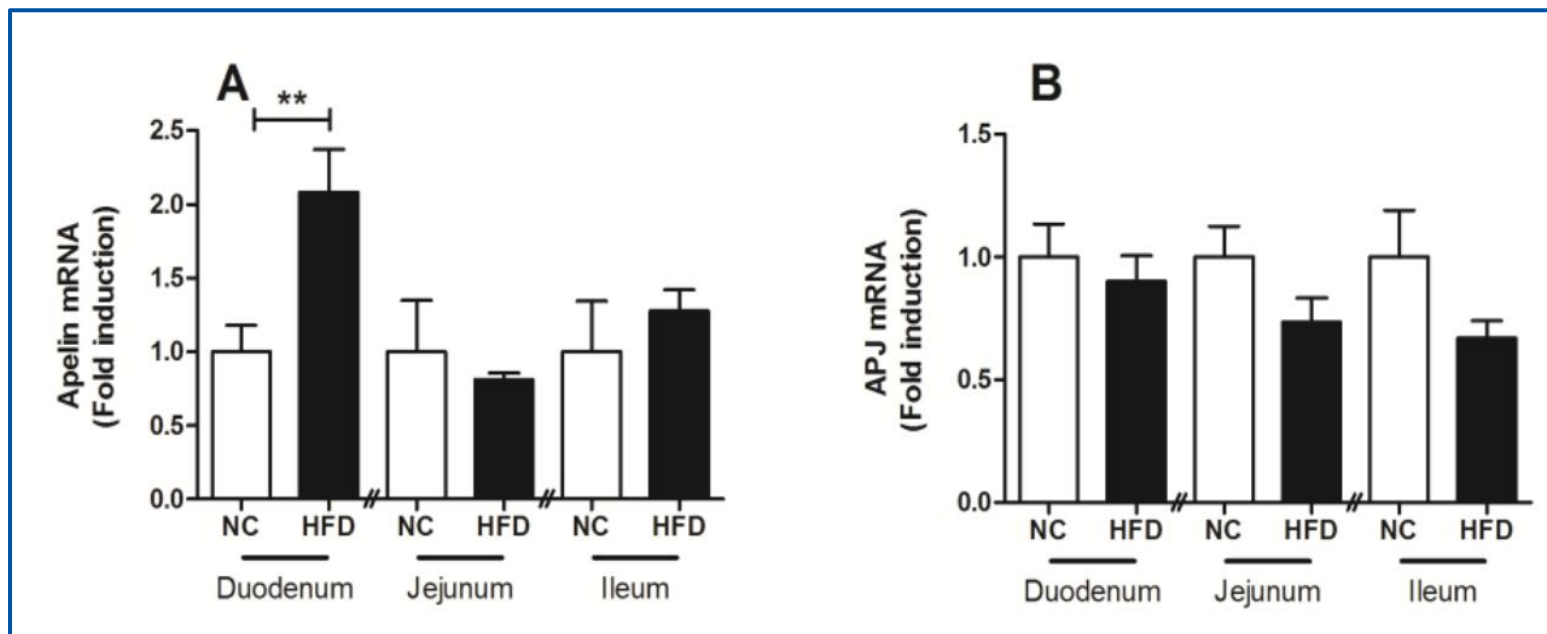 A
**
2.5
2.0
1.5
1.0
0.5
0.0
Apelin mRNA
(Fold induction)
NC HFD NC HFD NC HFD
Duodenum Jejunum Ileum
B
1.5
1.0
0.5
0.0
APJ mRNA
(Fold induction)
NC HFD NC HFD NC HFD
Duodenum Jejunum Ileum